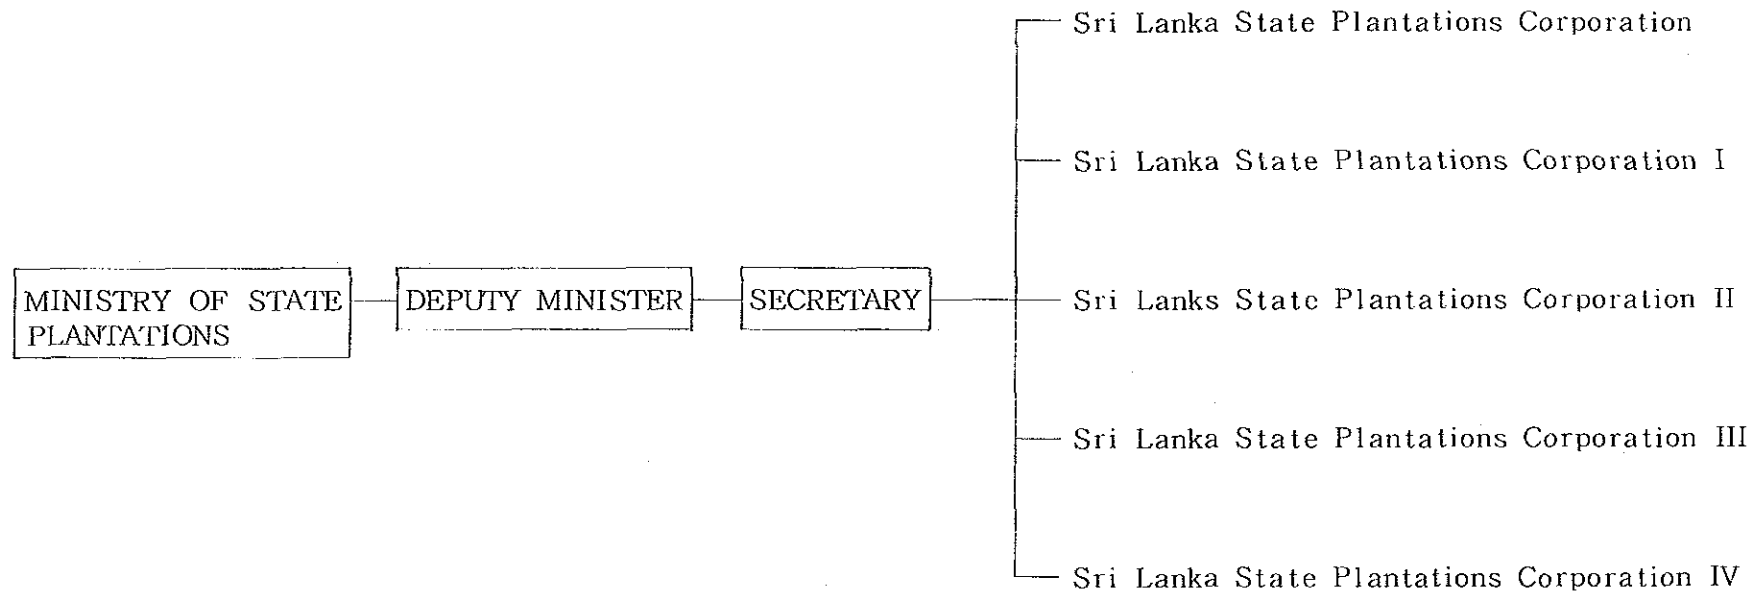 Sri Lanka State Plantations Corporation
Sri Lanka State Plantations Corporation I
MINISTRY OF STATE
PLANTATIONS
DEPUTY MINISTER
SECRETARY
Sri Lanks State Plantations Corporation II
Sri Lanka State Plantations Corporation III
Sri Lanka State Plantations Corporation IV